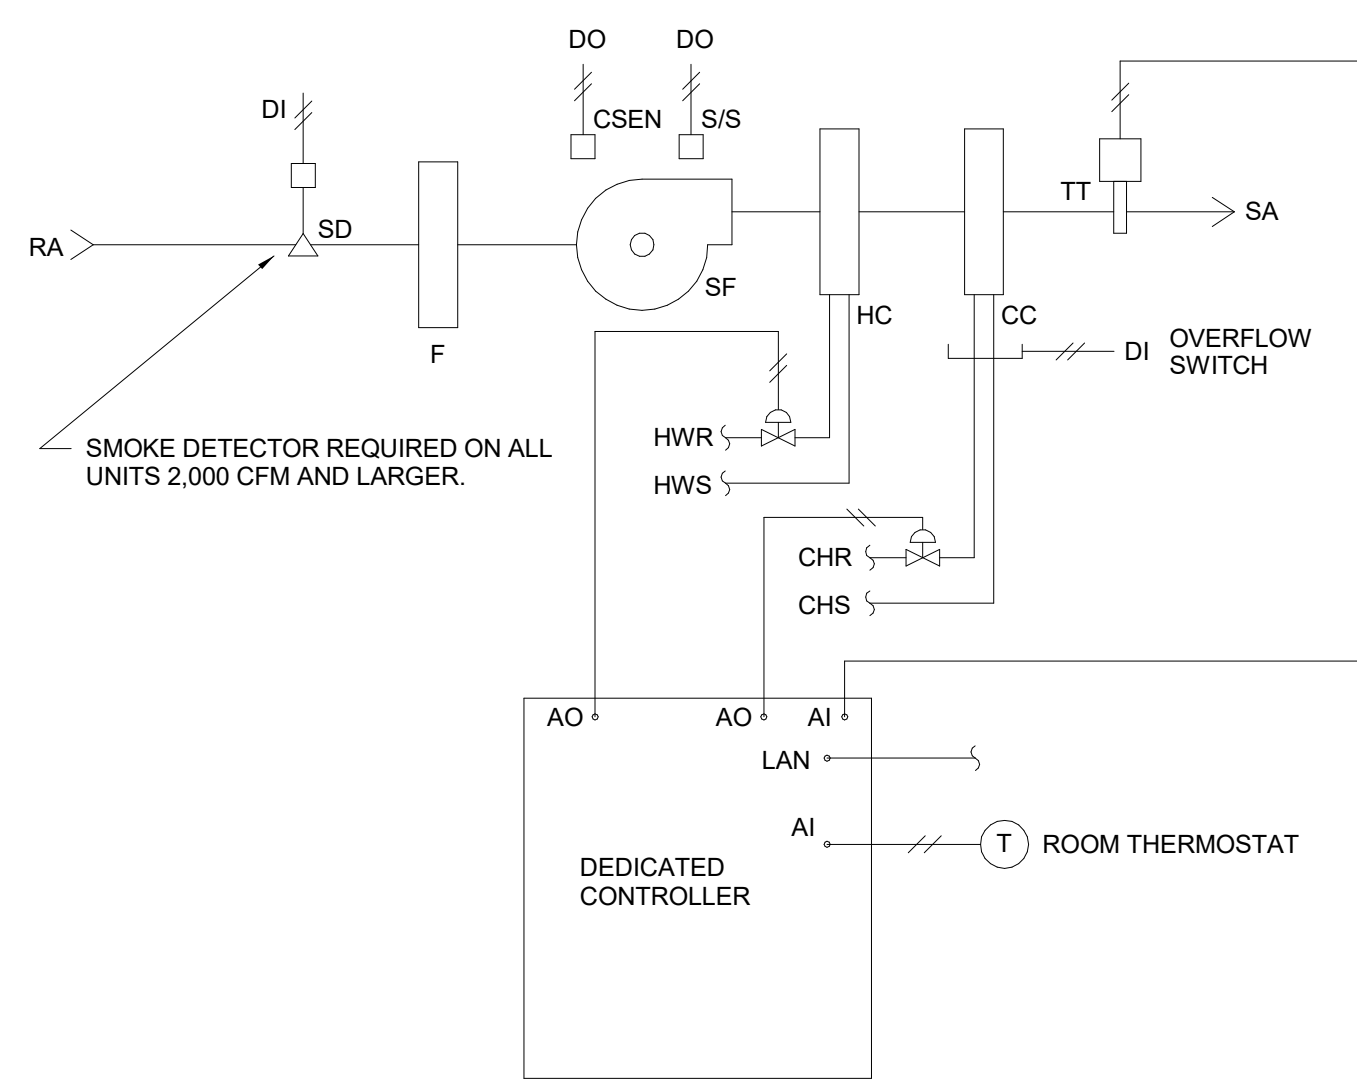 DO
DO
DI
CSEN
S/S
TT
SA
RA
SD
SF
HC
CC
F
DI
OVERFLOW
SWITCH
HWR
SMOKE DETECTOR REQUIRED ON ALL
UNITS 2,000 CFM AND LARGER.
HWS
CHR
CHS
AO
AO
AI
LAN
AI
T
ROOM THERMOSTAT
DEDICATED
CONTROLLER